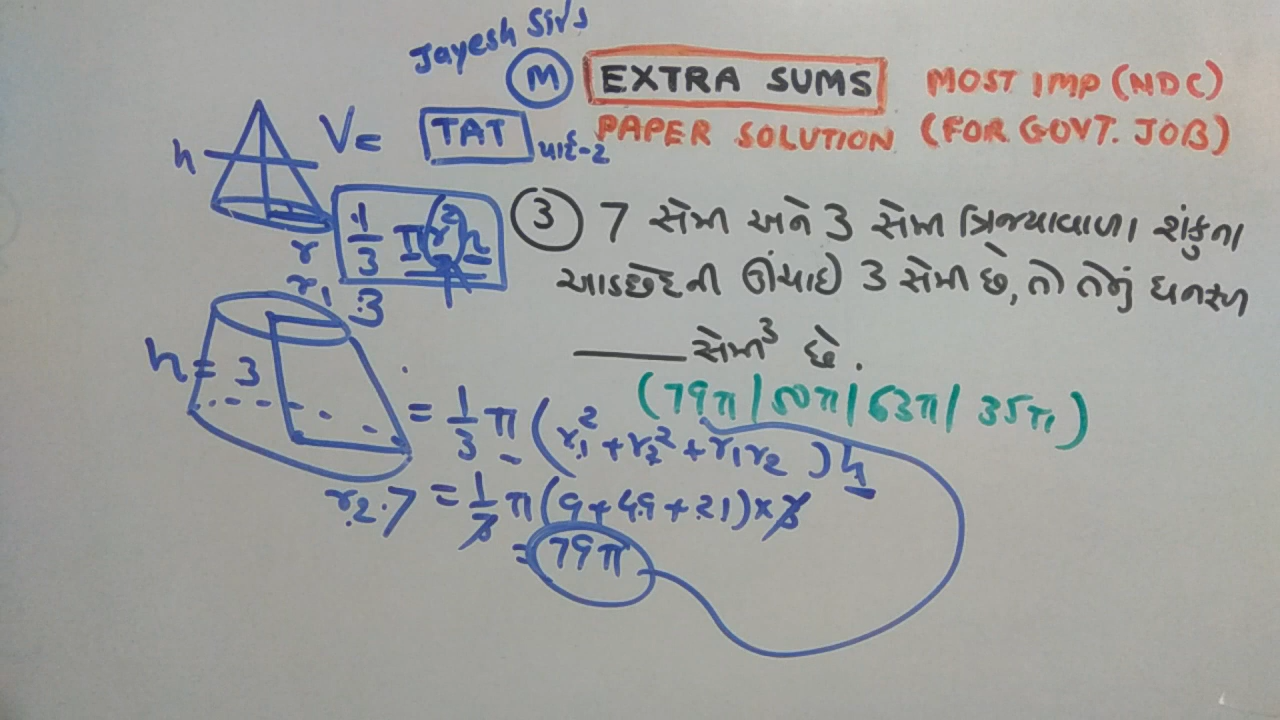 Jayesh Sir's
M EXTRA SUMS MOST IMP (NDC)
TAT પાર્ટ-2 PAPER SOLUTION (FOR GOVT. JOB)
h V=
r 1/3 π(r²)h
③ 7 સેમી અને 3 સેમી ત્રિજ્યાવાળા શંકુના
આડછેદની ઊંચાઈ 3 સેમી છે, તો તેનું ઘનફળ
_____ સેમી³ છે.
(79π/50π/63π/35π)
r₁ 3
h = 3
= 1/3 π (r₁² + r₂² + r₁r₂) h
r₂ 7 = 1/3 π (9+49+21)×3
= 79π